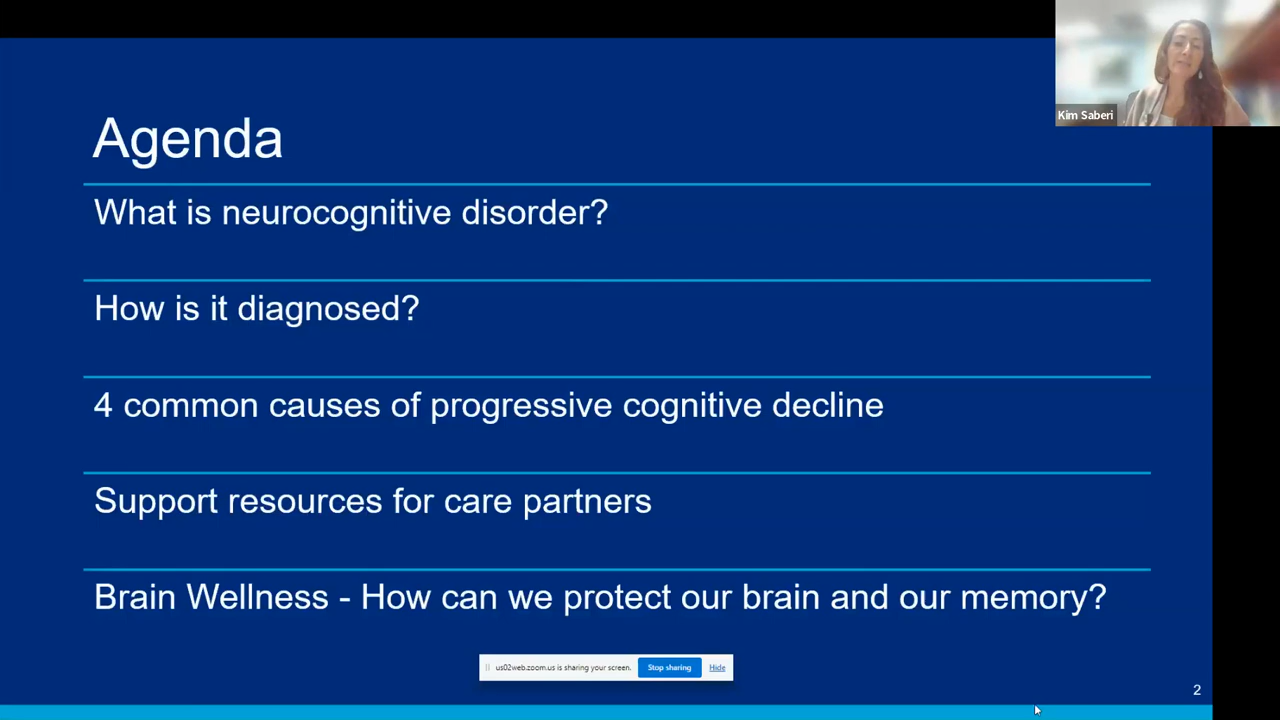 Kim Saberi
Agenda
What is neurocognitive disorder?
How is it diagnosed?
4 common causes of progressive cognitive decline
Support resources for care partners
Brain Wellness - How can we protect our brain and our memory?
us02web.zoom.us is sharing your screen. Stop sharing Hide
2